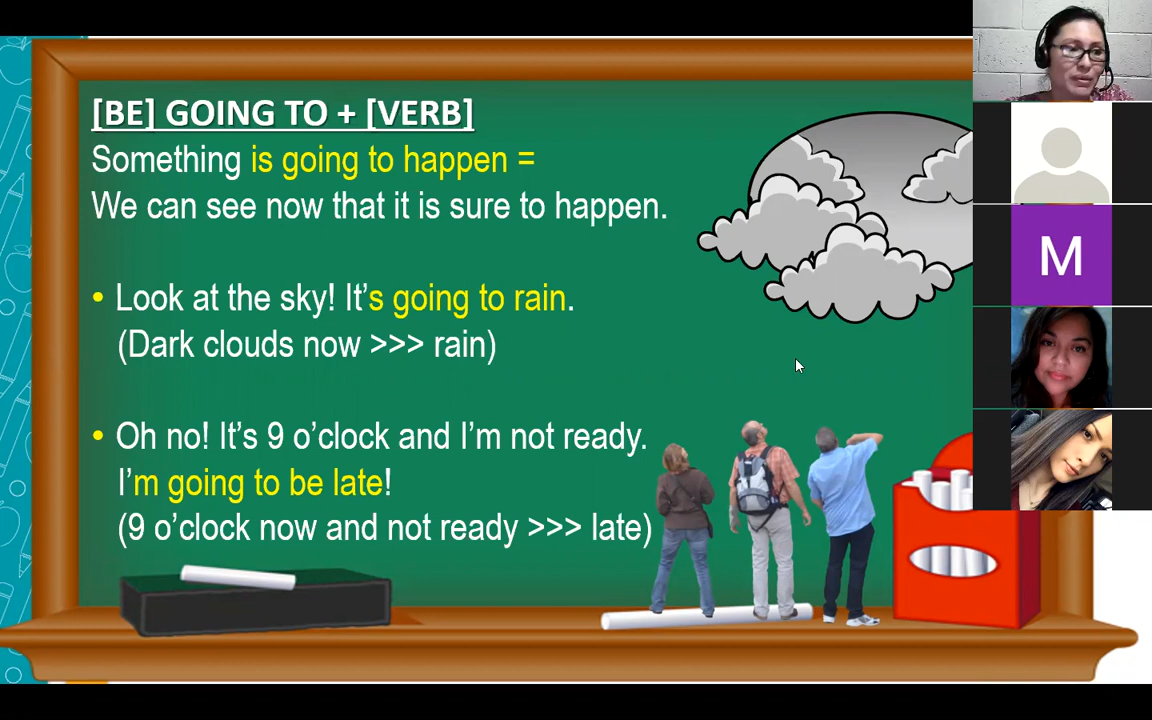 [BE] GOING TO + [VERB]
Something is going to happen =
We can see now that it is sure to happen.
• Look at the sky! It’s going to rain.
(Dark clouds now >>> rain)
• Oh no! It’s 9 o’clock and I’m not ready.
I’m going to be late!
(9 o’clock now and not ready >>> late)
M